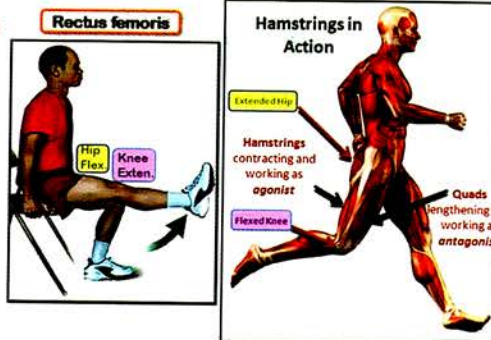 Rectus femoris
Hip
Flex.
Knee
Exten.
Hamstrings in
Action
Extended Hip
Hamstrings
contracting and
working as
agonist
Flexed Knee
Quads
lengthening
working a
antagonis